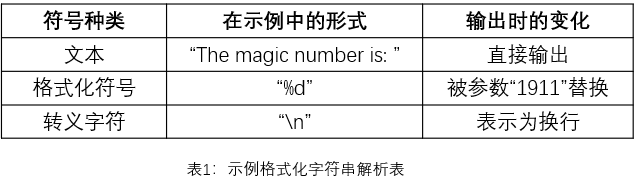 符号种类 在示例中的形式 输出时的变化
文本 “The magic number is: ” 直接输出
格式化符号 “%d” 被参数“1911”替换
转义字符 “\n” 表示为换行
表1：示例格式化字符串解析表